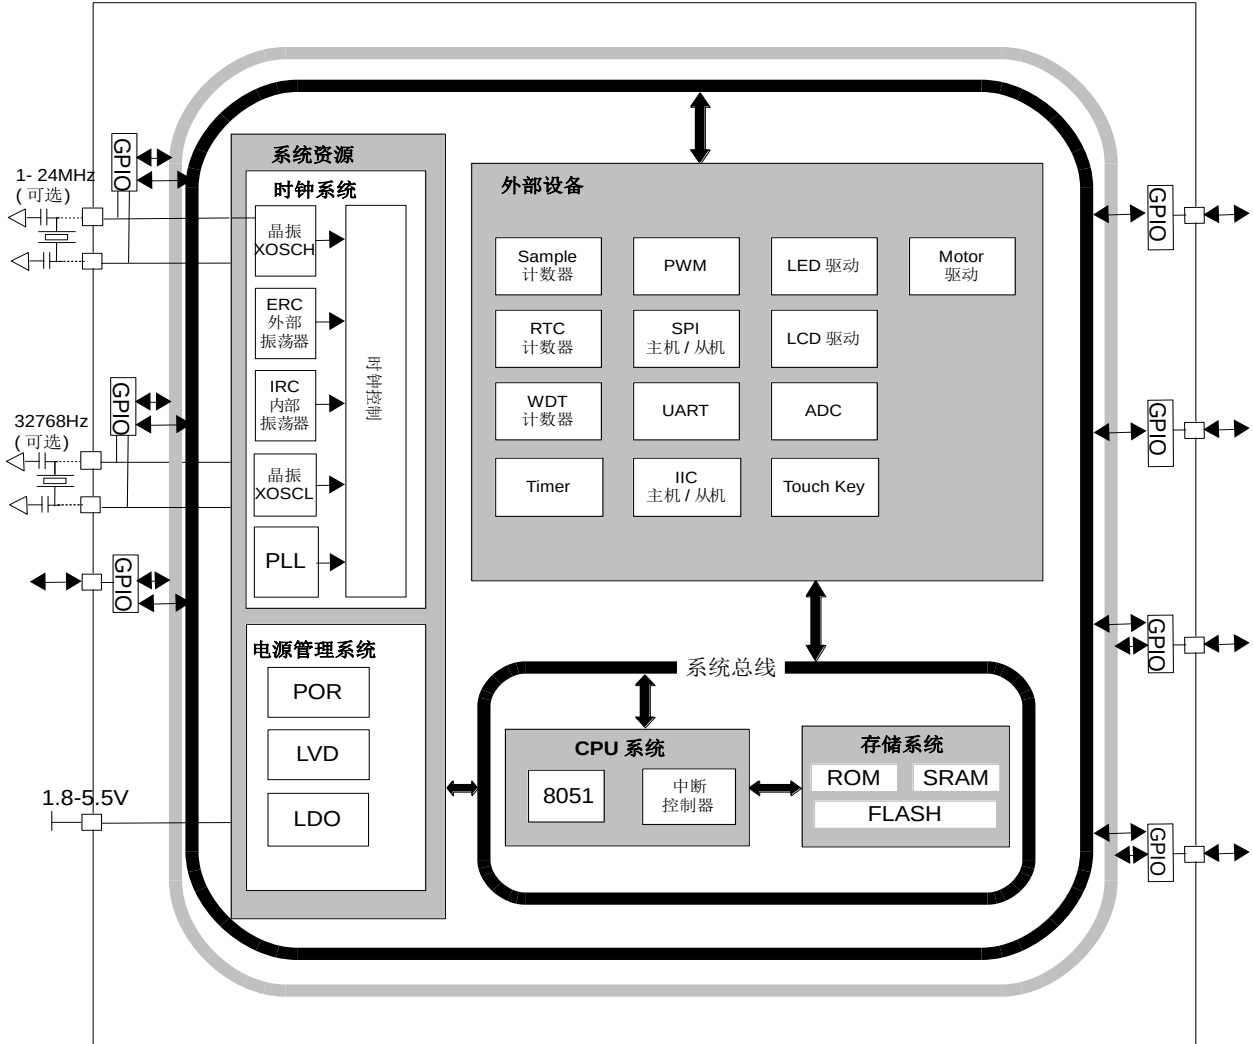 系统资源
时钟系统
GPIO
1- 24MHz
( 可选 )
晶振
XOSCH
ERC
外部
振荡器
IRC
内部
振荡器
晶振
XOSCL
PLL
时钟控制
GPIO
32768Hz
( 可选 )
GPIO
电源管理系统
POR
LVD
LDO
1.8-5.5V
外部设备
Sample
计数器
PWM
LED 驱动
Motor
驱动
RTC
计数器
SPI
主机 / 从机
LCD 驱动
WDT
计数器
UART
ADC
Timer
IIC
主机 / 从机
Touch Key
系统总线
CPU 系统
8051
中断
控制器
存储系统
ROM
SRAM
FLASH
GPIO
GPIO
GPIO
GPIO